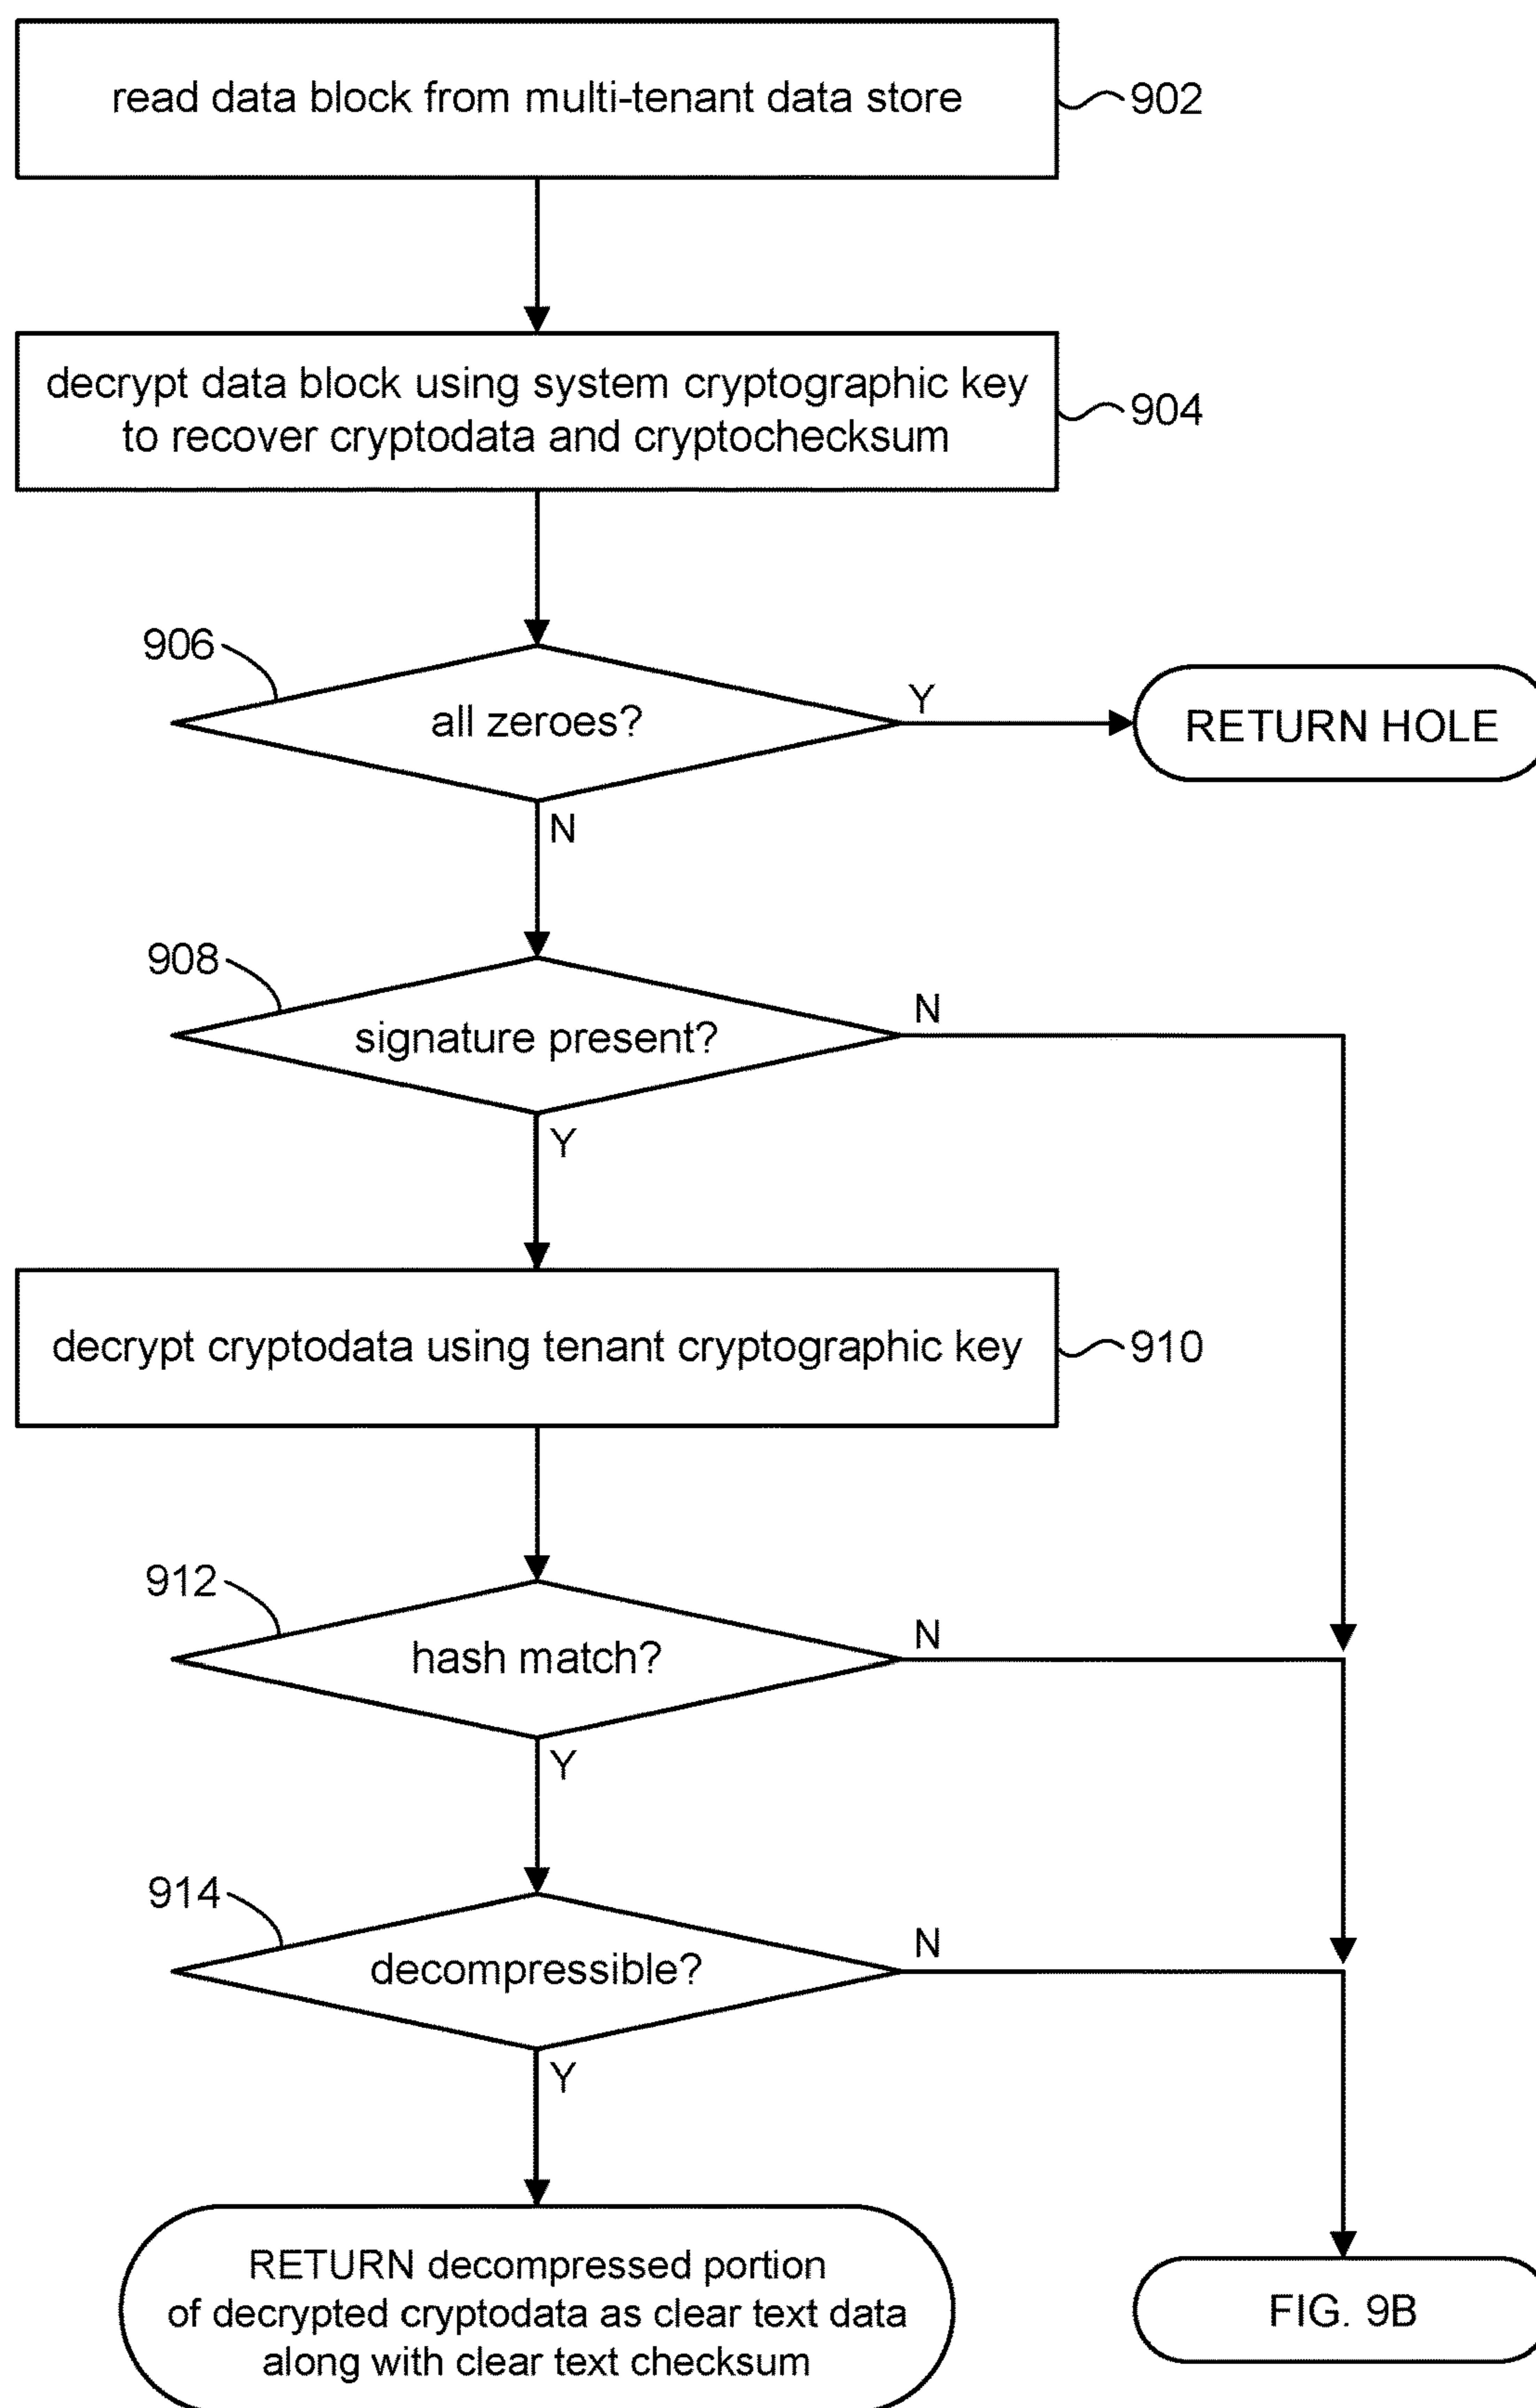 read data block from multi-tenant data store
902
decrypt data block using system cryptographic key
to recover cryptodata and cryptochecksum
904
906
all zeroes?
Y
RETURN HOLE
N
908
signature present?
N
Y
decrypt cryptodata using tenant cryptographic key
910
912
hash match?
N
Y
914
decompressible?
N
Y
RETURN decompressed portion
of decrypted cryptodata as clear text data
along with clear text checksum
FIG. 9B